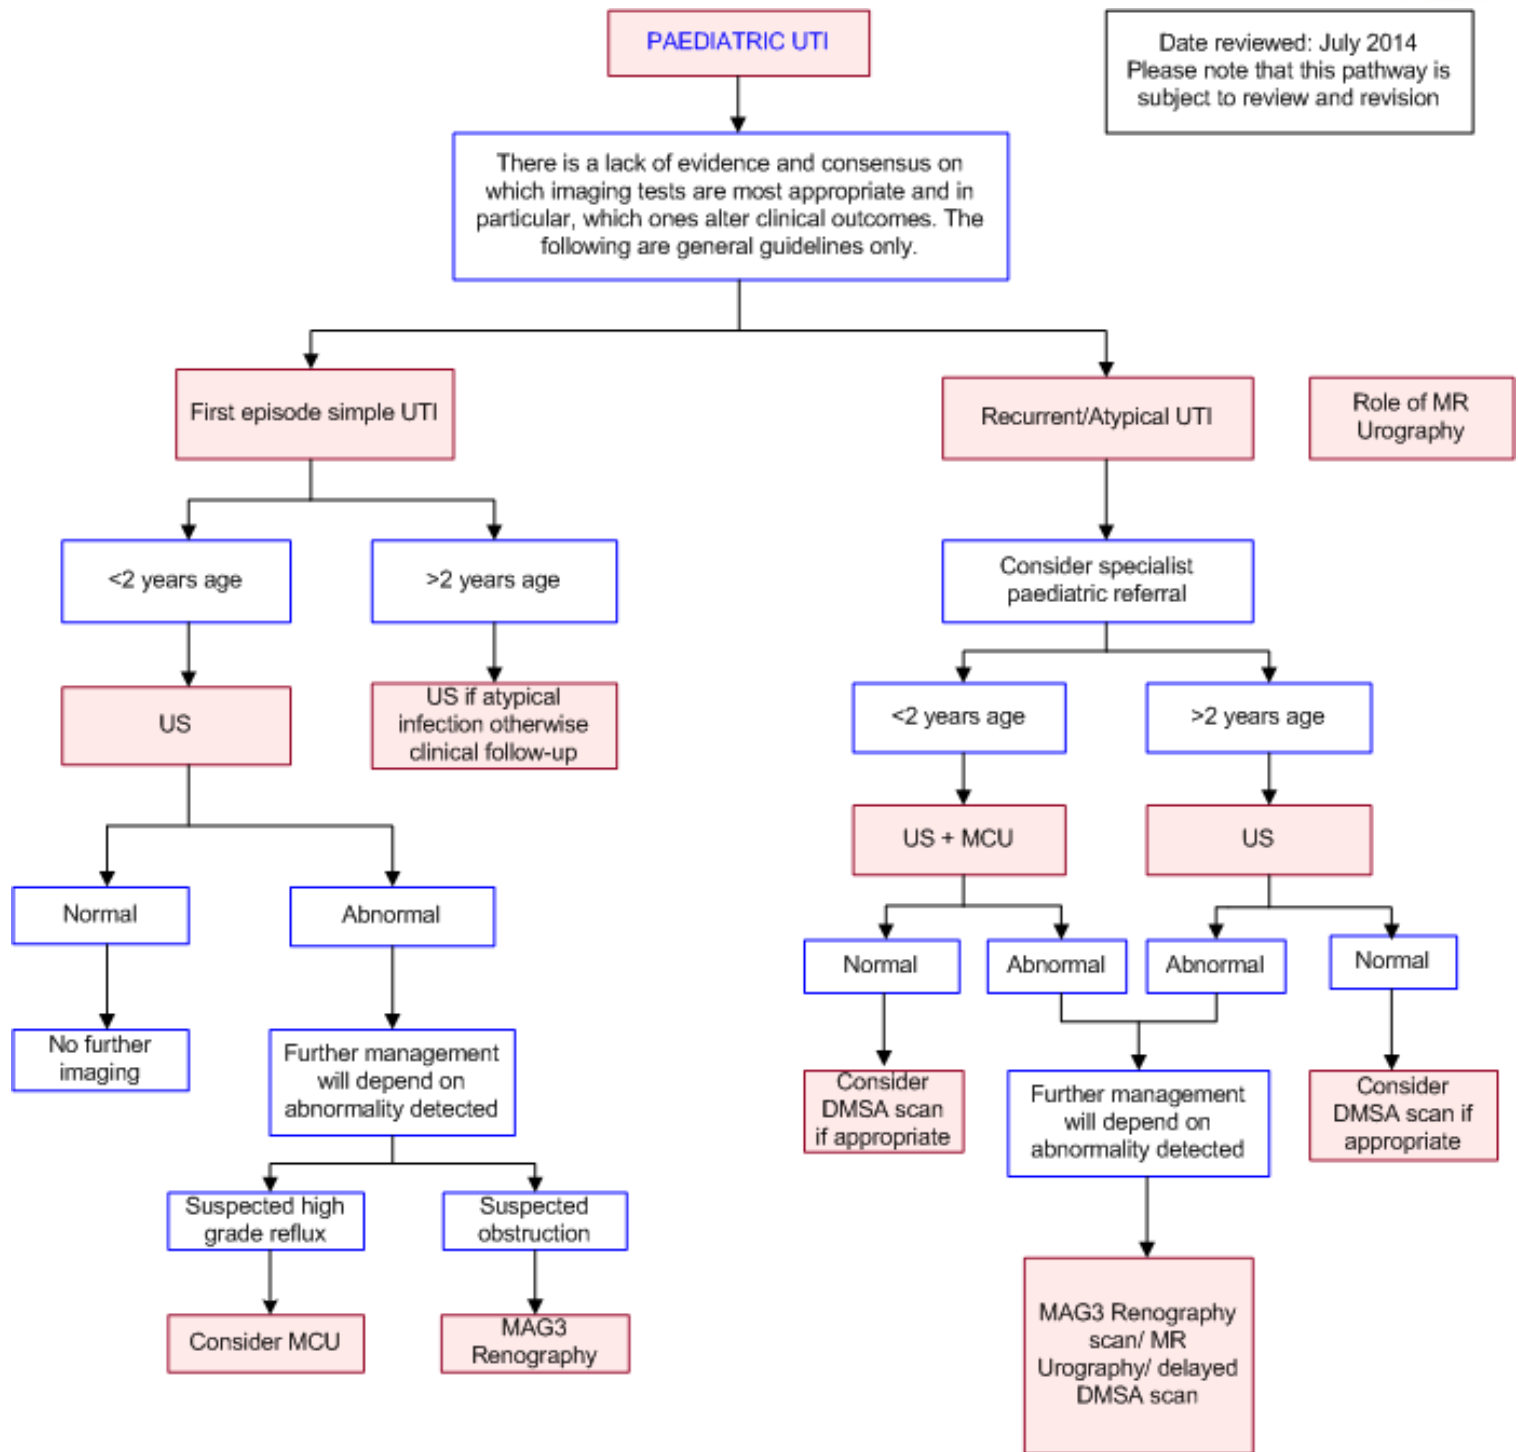 PAEDIATRIC UTI
Date reviewed: July 2014
Please note that this pathway is
subject to review and revision
There is a lack of evidence and consensus on
which imaging tests are most appropriate and in
particular, which ones alter clinical outcomes. The
following are general guidelines only.
First episode simple UTI
Recurrent/Atypical UTI
Role of MR
Urography
<2 years age
>2 years age
Consider specialist
paediatric referral
US
US if atypical
infection otherwise
clinical follow-up
<2 years age
>2 years age
US + MCU
US
Normal
Abnormal
Normal
Abnormal
Abnormal
Normal
No further
imaging
Further management
will depend on
abnormality detected
Consider
DMSA scan
if appropriate
Further management
will depend on
abnormality detected
Consider
DMSA scan if
appropriate
Suspected high
grade reflux
Suspected
obstruction
Consider MCU
MAG3
Renography
MAG3 Renography
scan/ MR
Urography/ delayed
DMSA scan